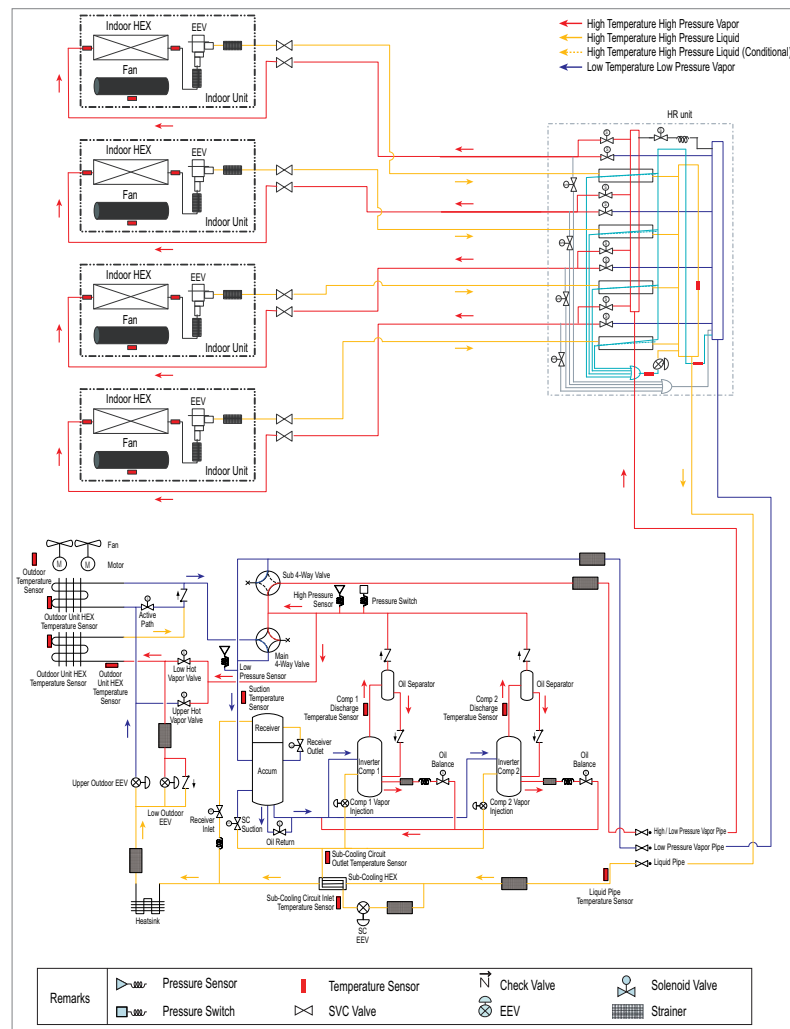 High Temperature High Pressure Vapor
High Temperature High Pressure Liquid
High Temperature High Pressure Liquid (Conditional)
Low Temperature Low Pressure Vapor
HR unit
Indoor HEX
EEV
Fan
Indoor Unit
Indoor HEX
EEV
Fan
Indoor Unit
Indoor HEX
EEV
Fan
Indoor Unit
Indoor HEX
EEV
Fan
Indoor Unit
Fan
Motor
M
M
Outdoor
Temperature
Sensor
Outdoor Unit HEX
Temperature Sensor
Active
Path
Outdoor Unit HEX
Temperature Sensor
Outdoor
Unit HEX
Temperature
Sensor
Low Hot
Vapor Valve
Upper Hot
Vapor Valve
Sub 4-Way Valve
High Pressure
Sensor
Pressure Switch
Main
4-Way Valve
Low
Pressure Sensor
Suction
Temperature
Sensor
Receiver
Receiver
Outlet
Accum
Oil Separator
Comp 1
Discharge
Temperatue Sensor
Oil Separator
Comp 2
Discharge
Temperatue Sensor
Inverter
Comp 1
Oil
Balance
Inverter
Comp 2
Oil
Balance
Comp 1 Vapor
Injection
Comp 2 Vapor
Injection
Upper Outdoor EEV
Low Outdoor
EEV
Receiver
Inlet
SC
Suction
Oil Return
High / Low Pressure Vapor Pipe
Low Pressure Vapor Pipe
Liquid Pipe
Sub-Cooling Circuit
Outlet Temperature Sensor
Sub-Cooling HEX
Sub-Cooling Circuit Inlet
Temperature Sensor
SC
EEV
Liquid Pipe
Temperature Sensor
Heatsink
Remarks
Pressure Sensor
Temperature Sensor
Check Valve
Solenoid Valve
Pressure Switch
SVC Valve
EEV
Strainer